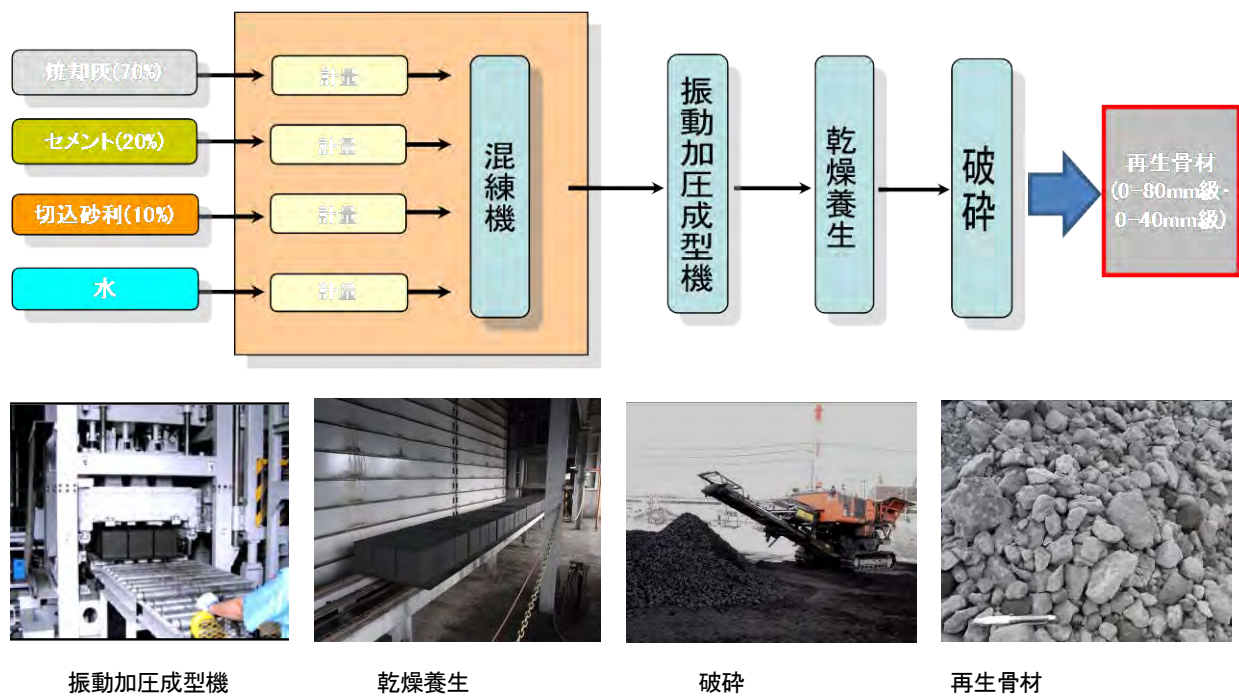 焼却灰(70%)
計量
セメント(20%)
計量
切込砂利(10%)
計量
水
計量
混練機
振動加圧成型機
乾燥養生
破砕
再生骨材
(0-80mm級・
0-40mm級)
振動加圧成型機
乾燥養生
破砕
再生骨材